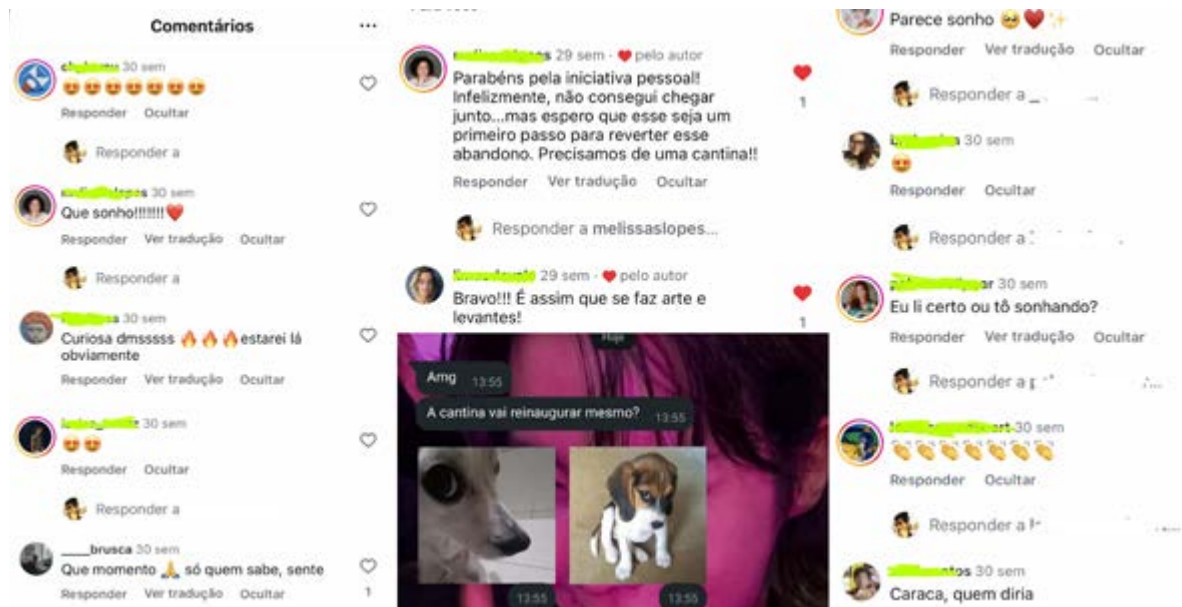 Comentários
30 sem
😍😍😍😍😍😍😍
Responder Ocultar
Responder a
30 sem
Que sonho!!!!!!!❤️
Responder Ver tradução Ocultar
Responder a
30 sem
Curiosa dmsssss 🔥🔥🔥estarei lá
obviamente
Responder Ver tradução Ocultar
30 sem
😍😍
Responder Ocultar
Responder a
____brusca 30 sem
Que momento 🙏 só quem sabe, sente
Responder Ver tradução Ocultar
1
29 sem · ❤️ pelo autor
Parabéns pela iniciativa pessoal!
Infelizmente, não consegui chegar
junto...mas espero que esse seja um
primeiro passo para reverter esse
abandono. Precisamos de uma cantina!!
1
Responder Ver tradução Ocultar
Responder a melissaslopes...
29 sem · ❤️ pelo autor
Bravo!!! É assim que se faz arte e
levantes!
1
Hoje
Amg 13:55
A cantina vai reinaugurar mesmo? 13:55
13:55
13:55
Parece sonho 🥹❤️✨
Responder Ver tradução Ocultar
Responder a
30 sem
😍
Responder Ocultar
Responder a
30 sem
Eu li certo ou tô sonhando?
Responder Ver tradução Ocultar
Responder a
30 sem
👏👏👏👏👏👏👏
Responder Ocultar
Responder a
30 sem
Caraca, quem diria